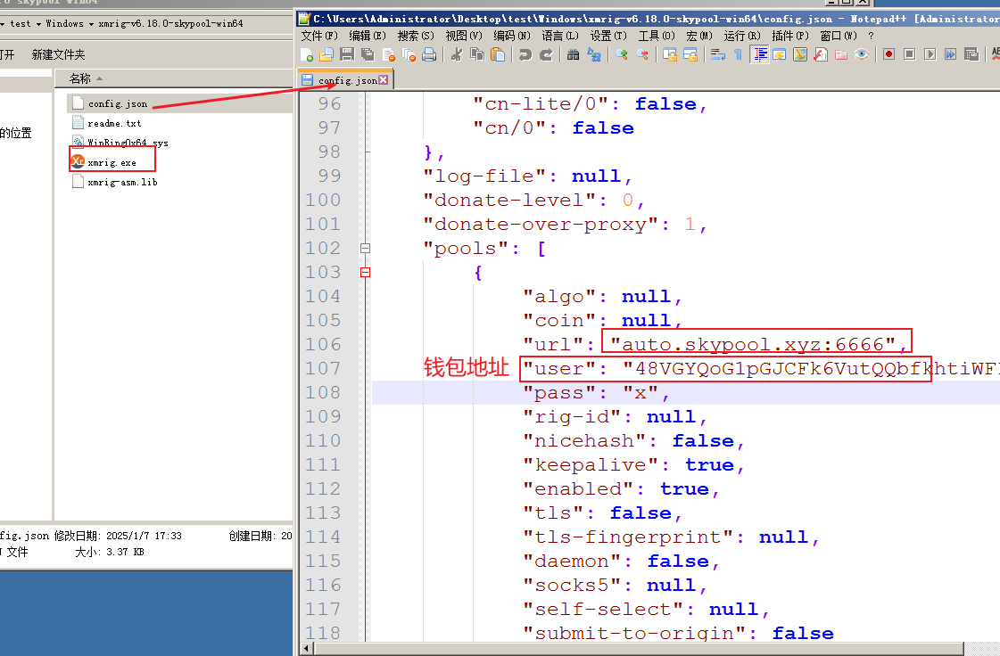 test ▾ Windows ▾ xmrig-v6.18.0-skypool-win64
新建文件夹
的位置
名称
config.json
readme.txt
WinRing0x64.sys
xmrig.exe
xmrig-asm.lib
修改日期: 2025/1/7 17:33
创建日期: 20
文件
大小: 3.37 KB
C:\Users\Administrator\Desktop\test\Windows\xmrig-v6.18.0-skypool-win64\config.json - Notepad++ [Administrator
文件(F) 编辑(E) 搜索(S) 视图(V) 编码(N) 语言(L) 设置(T) 工具(O) 宏(M) 运行(R) 插件(P) 窗口(W) ?
config.json
96 "cn-lite/0": false,
97 "cn/0": false
98 },
99 "log-file": null,
100 "donate-level": 0,
101 "donate-over-proxy": 1,
102 "pools": [
103 {
104 "algo": null,
105 "coin": null,
106 "url": "auto.skypool.xyz:6666",
钱包地址
107 "user": "48VGYQoG1pGJCFk6VutQQbfkhtiWF
108 "pass": "x",
109 "rig-id": null,
110 "nicehash": false,
111 "keepalive": true,
112 "enabled": true,
113 "tls": false,
114 "tls-fingerprint": null,
115 "daemon": false,
116 "socks5": null,
117 "self-select": null,
118 "submit-to-origin": false